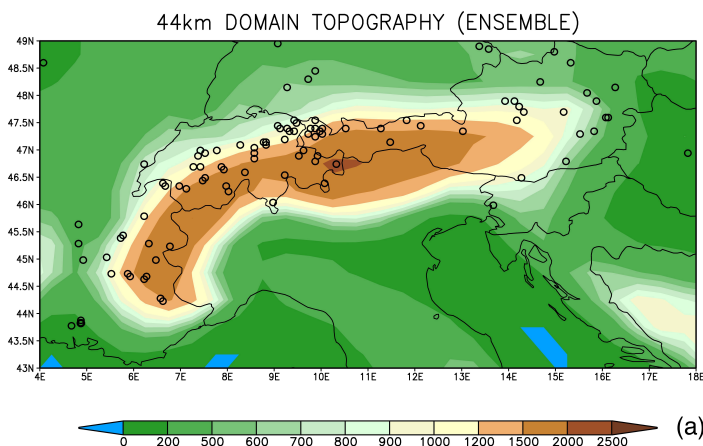 44km DOMAIN TOPOGRAPHY (ENSEMBLE)
49N
48.5N
48N
47.5N
47N
46.5N
46N
45.5N
45N
44.5N
44N
43.5N
43N
4E 5E 6E 7E 8E 9E 10E 11E 12E 13E 14E 15E 16E 17E 18E
0 200 500 600 700 800 900 1000 1200 1500 2000 2500
(a)